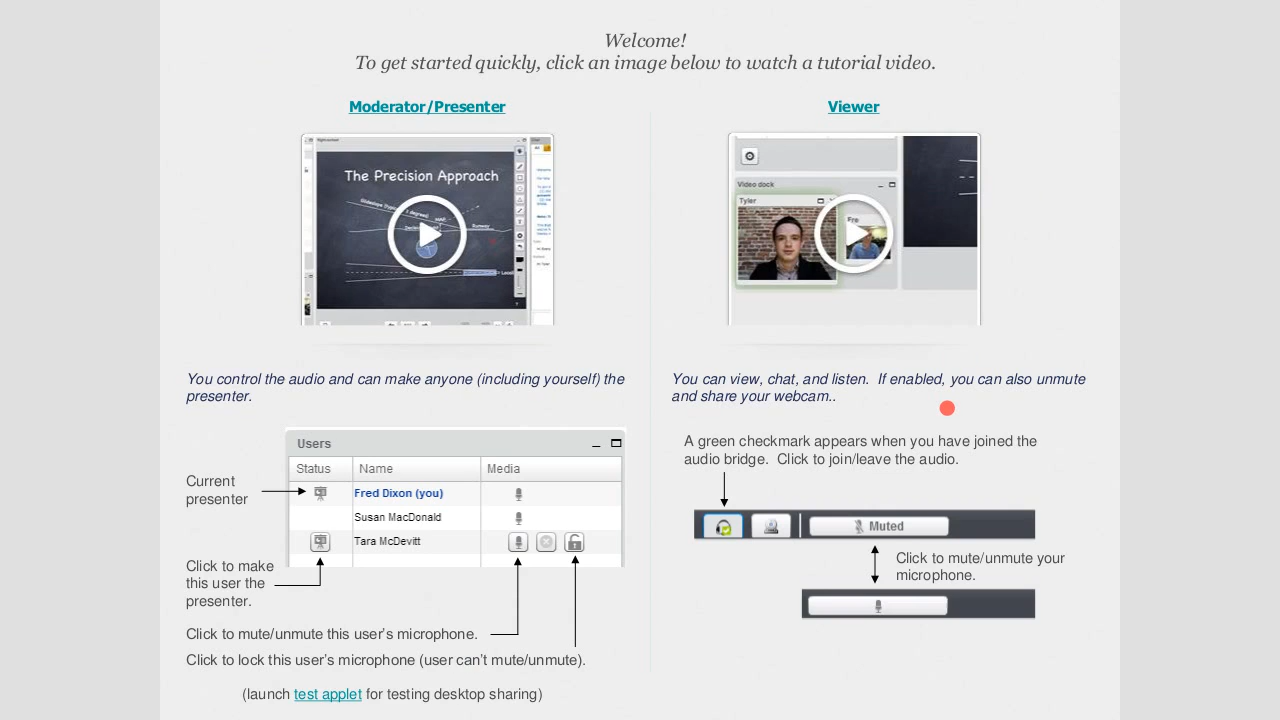 Welcome!
To get started quickly, click an image below to watch a tutorial video.
Moderator/Presenter
The Precision Approach
Runway
You control the audio and can make anyone (including yourself) the
presenter.
Users
Status Name Media
Current
presenter
Fred Dixon (you)
Susan MacDonald
Tara McDevitt
Click to make
this user the
presenter.
Click to mute/unmute this user's microphone.
Click to lock this user's microphone (user can't mute/unmute).
(launch test applet for testing desktop sharing)
Viewer
Video dock
Tyler
Fre
You can view, chat, and listen.  If enabled, you can also unmute
and share your webcam..
A green checkmark appears when you have joined the
audio bridge.  Click to join/leave the audio.
Muted
Click to mute/unmute your
microphone.